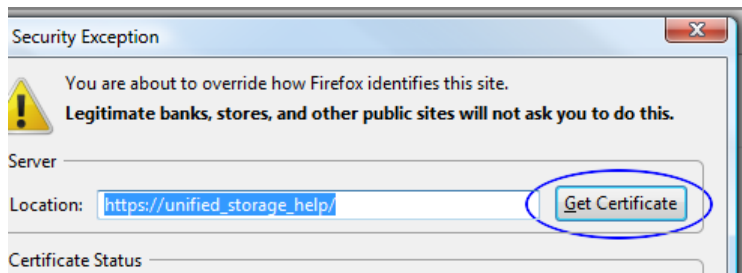 Security Exception
You are about to override how Firefox identifies this site.
Legitimate banks, stores, and other public sites will not ask you to do this.
Server
Location: https://unified_storage_help/ Get Certificate
Certificate Status